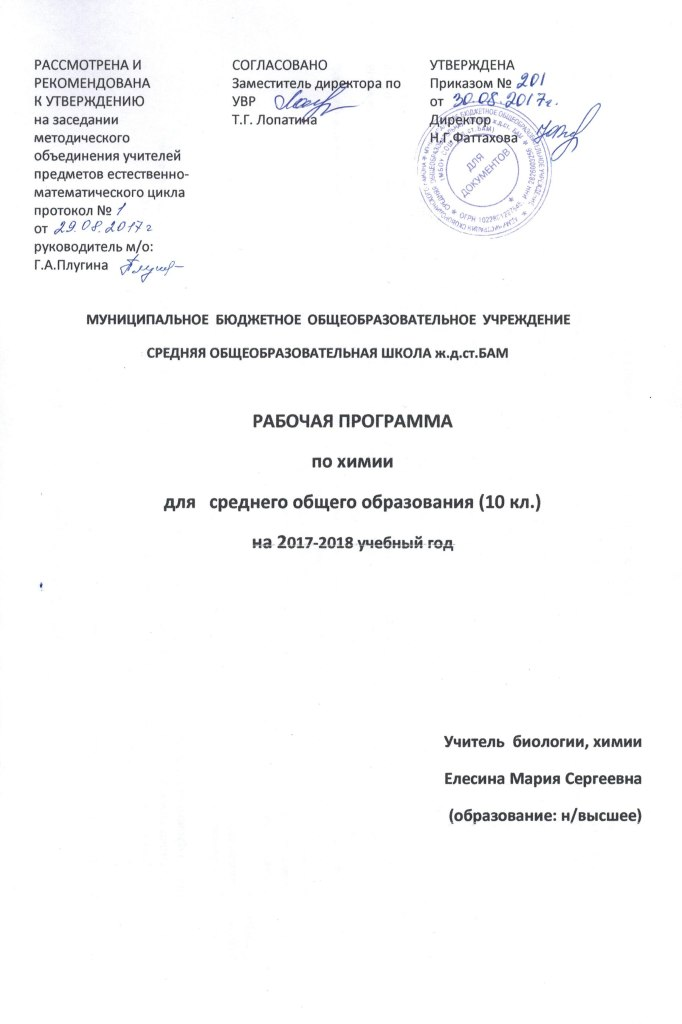 РАССМОТРЕНА И
РЕКОМЕНДОВАНА
К УТВЕРЖДЕНИЮ
на заседании
методического
объединения учителей
предметов естественно-
математического цикла
протокол № 1
от 29.08.2017г
руководитель м/о:
Г.А.Плугина
СОГЛАСОВАНО
Заместитель директора по
УВР
Т.Г. Лопатина
УТВЕРЖДЕНА
Приказом № 201
от 30.08.2017г.
Директор
Н.Г.Фаттахова
ДЛЯ
ДОКУМЕНТОВ
МУНИЦИПАЛЬНОЕ БЮДЖЕТНОЕ ОБЩЕОБРАЗОВАТЕЛЬНОЕ УЧРЕЖДЕНИЕ
СРЕДНЯЯ ОБЩЕОБРАЗОВАТЕЛЬНАЯ ШКОЛА ж.д.ст.БАМ
РАБОЧАЯ ПРОГРАММА
по химии
для среднего общего образования (10 кл.)
на 2017-2018 учебный год
Учитель биологии, химии
Елесина Мария Сергеевна
(образование: н/высшее)